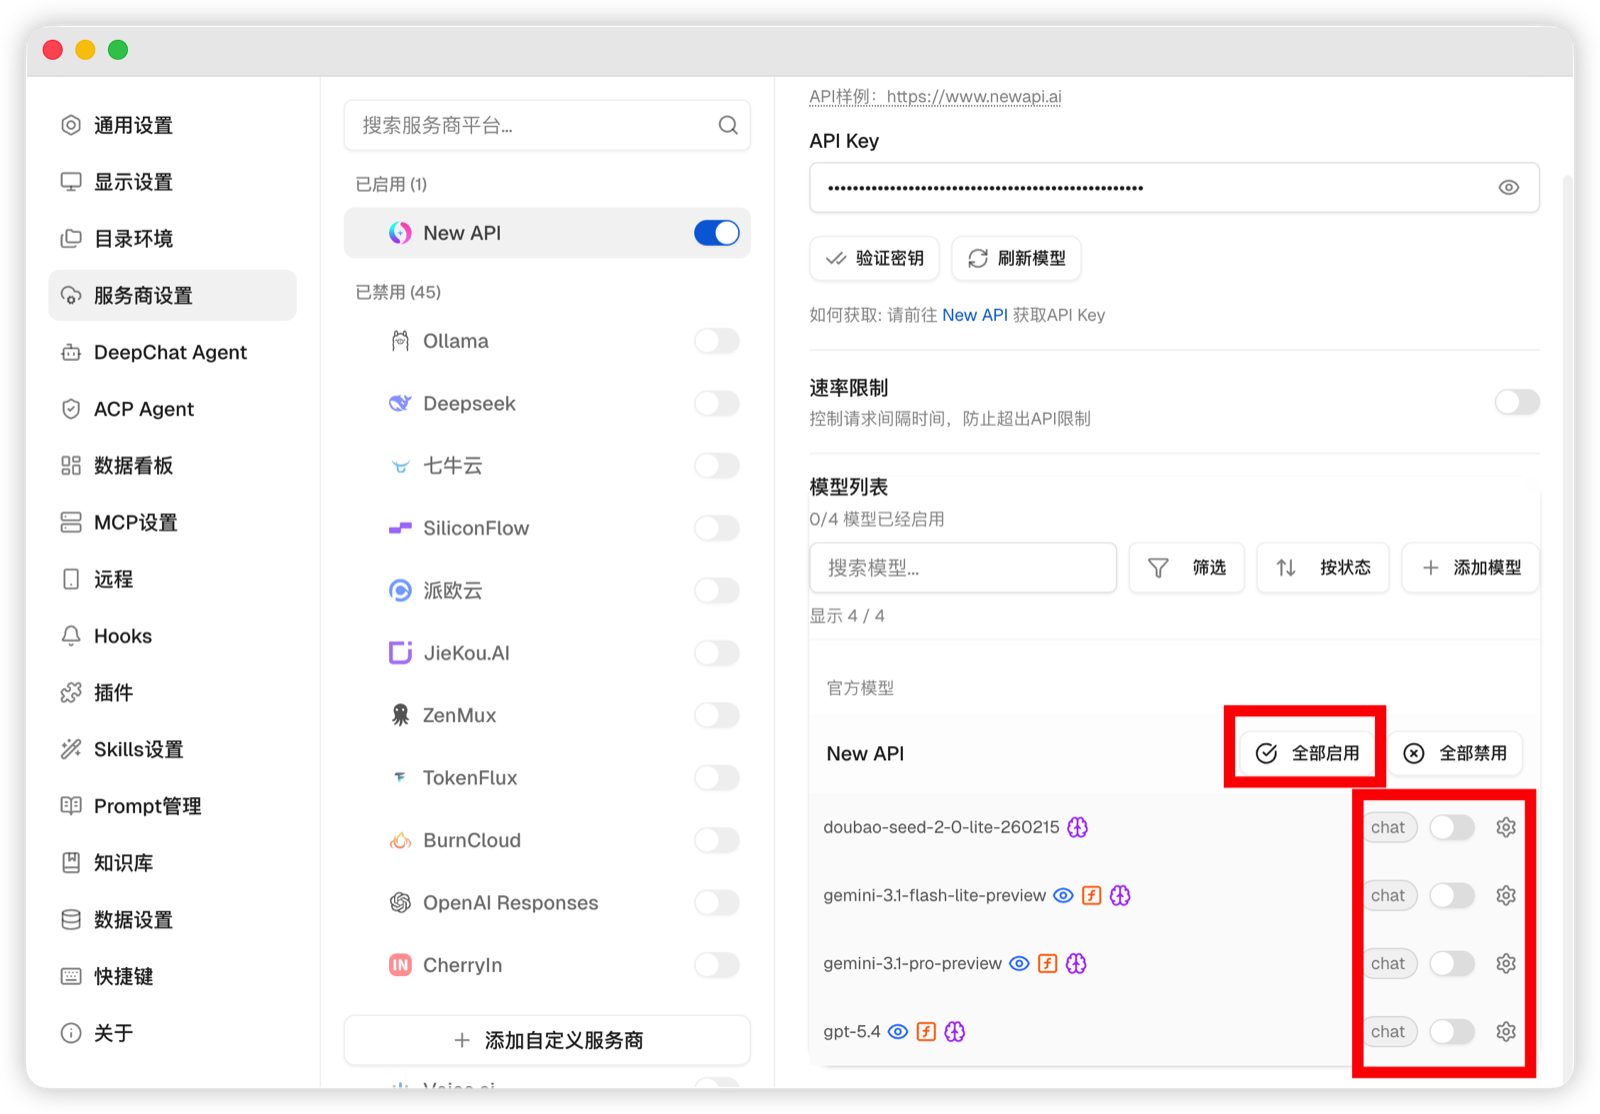 通用设置
显示设置
目录环境
服务商设置
DeepChat Agent
ACP Agent
数据看板
MCP设置
远程
Hooks
插件
Skills设置
Prompt管理
知识库
数据设置
快捷键
关于
搜索服务商平台...
已启用 (1)
New API
已禁用 (45)
Ollama
Deepseek
七牛云
SiliconFlow
派欧云
JieKou.AI
ZenMux
TokenFlux
BurnCloud
OpenAI Responses
CherryIn
添加自定义服务商
API样例：https://www.newapi.ai
API Key
验证密钥
刷新模型
如何获取: 请前往 New API 获取API Key
速率限制
控制请求间隔时间，防止超出API限制
模型列表
0/4 模型已经启用
搜索模型...
筛选
按状态
添加模型
显示 4 / 4
官方模型
New API
全部启用
全部禁用
doubao-seed-2-0-lite-260215
chat
gemini-3.1-flash-lite-preview
chat
gemini-3.1-pro-preview
chat
gpt-5.4
chat